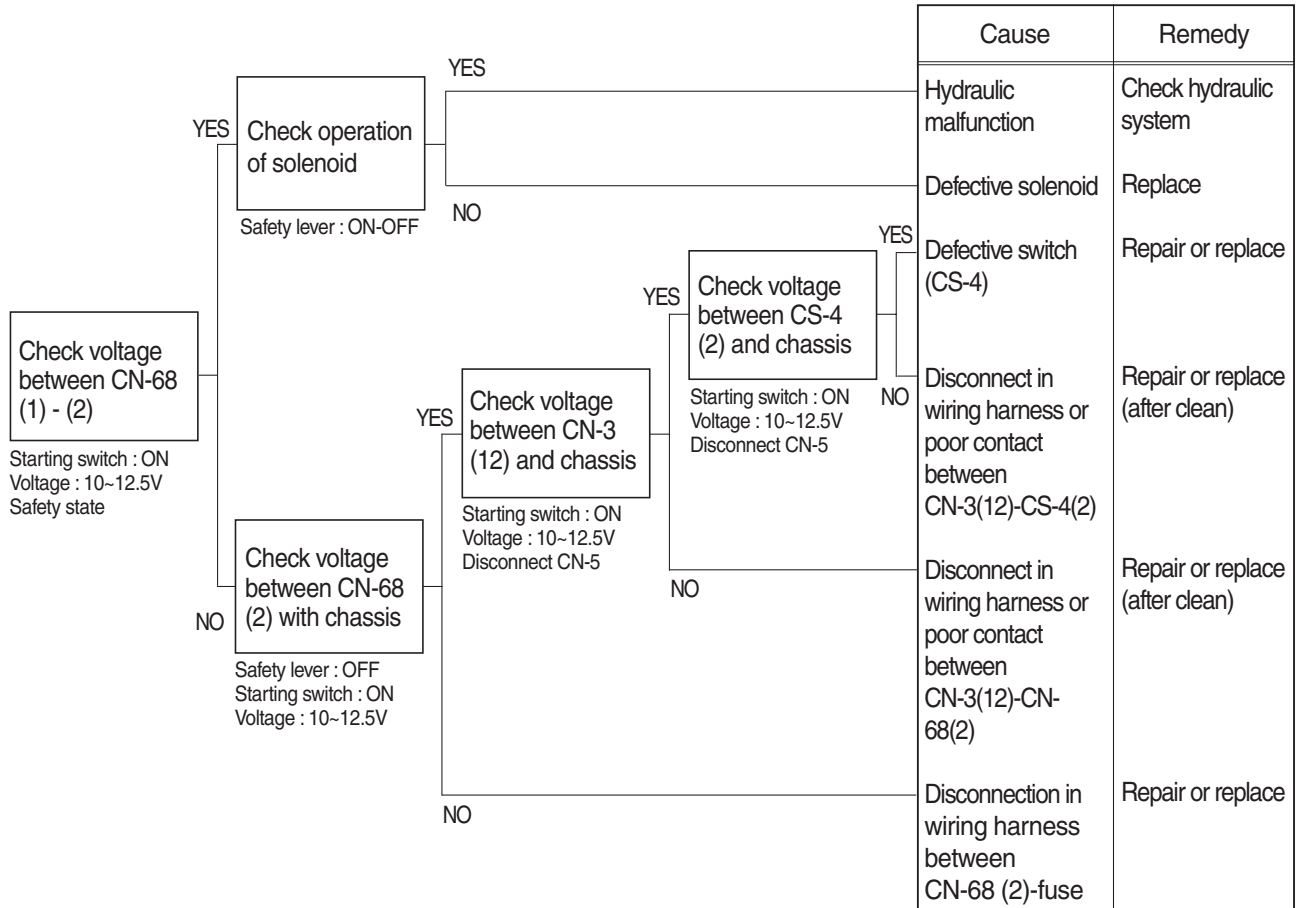 Cause
Remedy
YES
Hydraulic
malfunction
Check hydraulic
system
YES
Check operation
of solenoid
Safety lever : ON-OFF
NO
Defective solenoid
Replace
YES
Defective switch
(CS-4)
Repair or replace
YES
Check voltage
between CS-4
(2) and chassis
Starting switch : ON
Voltage : 10~12.5V
Disconnect CN-5
NO
Disconnect in
wiring harness or
poor contact
between
CN-3(12)-CS-4(2)
Repair or replace
(after clean)
Check voltage
between CN-68
(1) - (2)
Starting switch : ON
Voltage : 10~12.5V
Safety state
YES
Check voltage
between CN-3
(12) and chassis
Starting switch : ON
Voltage : 10~12.5V
Disconnect CN-5
NO
Disconnect in
wiring harness or
poor contact
between
CN-3(12)-CN-
68(2)
Repair or replace
(after clean)
NO
Check voltage
between CN-68
(2) with chassis
Safety lever : OFF
Starting switch : ON
Voltage : 10~12.5V
NO
Disconnection in
wiring harness
between
CN-68 (2)-fuse
Repair or replace